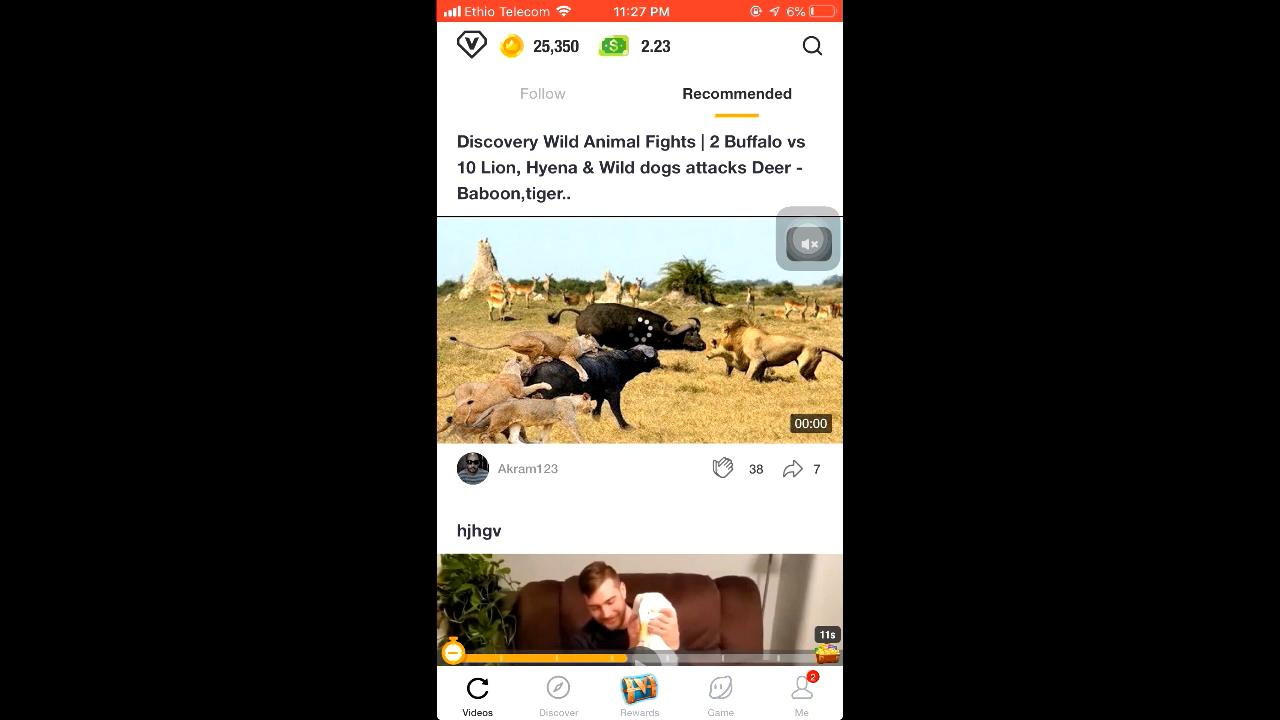 Ethio Telecom 11:27 PM 6%
V 25,350 $ 2.23
Follow Recommended
Discovery Wild Animal Fights | 2 Buffalo vs
10 Lion, Hyena & Wild dogs attacks Deer -
Baboon,tiger..
00:00
Akram123 38 7
hjhgv
11s
2
Videos Discover Rewards Game Me